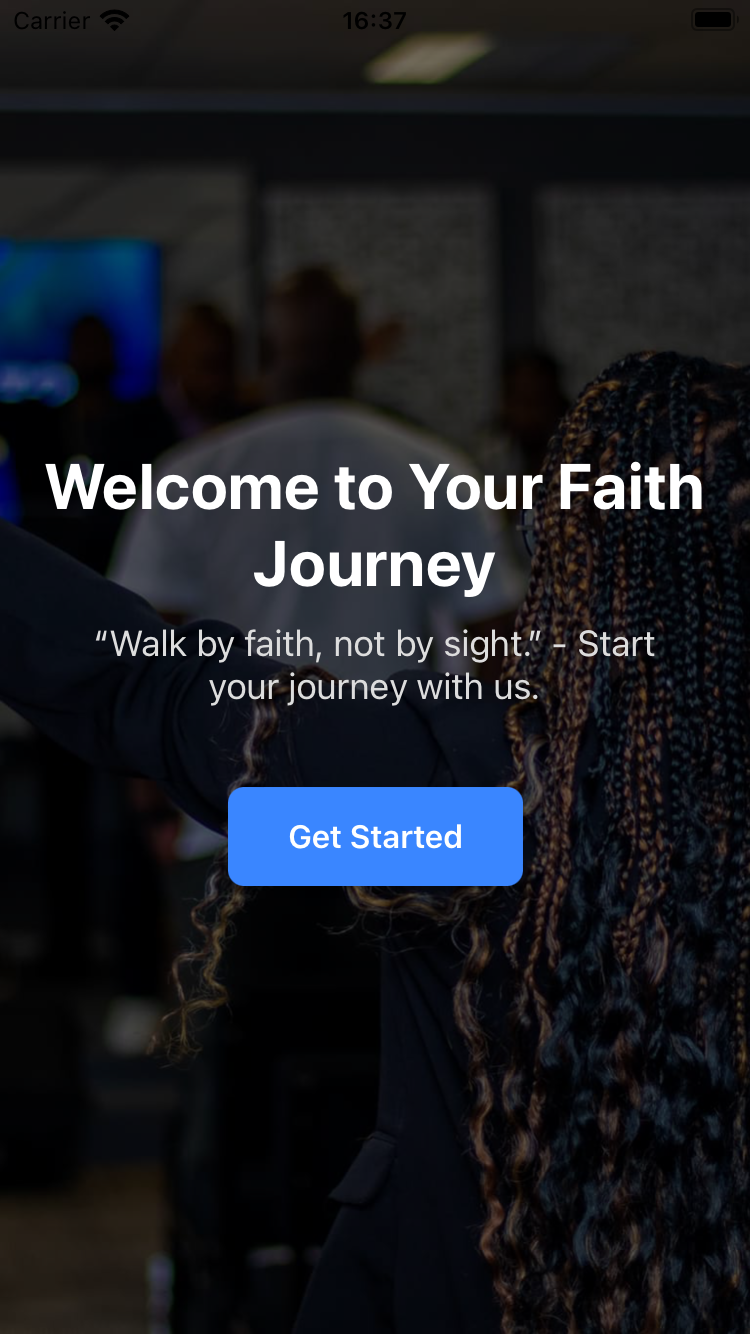 Carrier 16:37
Welcome to Your Faith
Journey
“Walk by faith, not by sight.” - Start
your journey with us.
Get Started